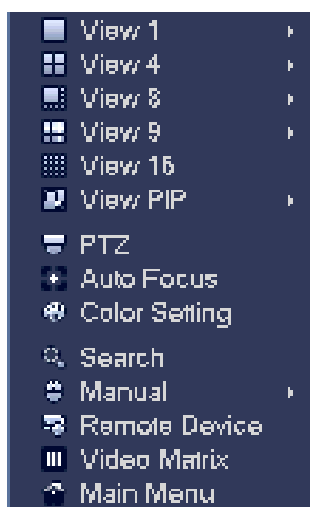 View 1
View 4
View 8
View 9
View 16
View PIP
PTZ
Auto Focus
Color Setting
Search
Manual
Remote Device
Video Matrix
Main Menu